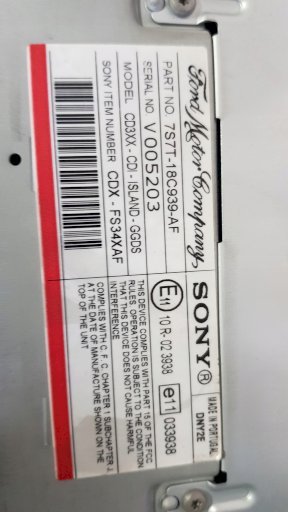 Ford Motor Company,
SONY®
MADE IN PORTUGAL
DNY2E
PART NO. 7S7T-18C939-AF
SERIAL NO. V005203
MODEL CD3XX - CDI - ISLAND - GGDS
SONY ITEM NUMBER CDX - FS34XAF
E11 10 R- 02 3939 e11 033938
THIS DEVICE COMPLIES WITH PART 15 OF THE FCC
RULES. OPERATION IS SUBJECT TO THE CONDITION
THAT THIS DEVICE DOES NOT CAUSE HARMFUL
INTERFERENCE
COMPLIES WITH C. F. C. CHAPTER 1 SUBCHAPTER J.
AT THE DATE OF MANUFACTURE SHOWN ON THE
TOP OF THE UNIT